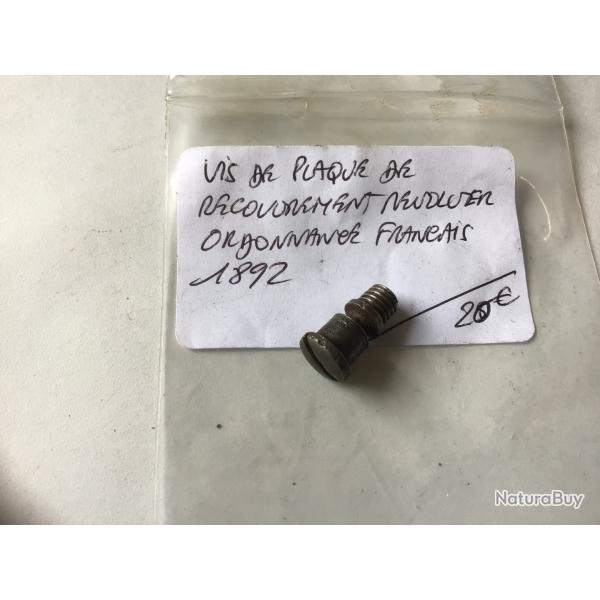 VIS DE PLAQUE DE
RECOUVREMENT REVOLVER
ORDONNANCE FRANCAIS
1892
20€
NaturaBuy